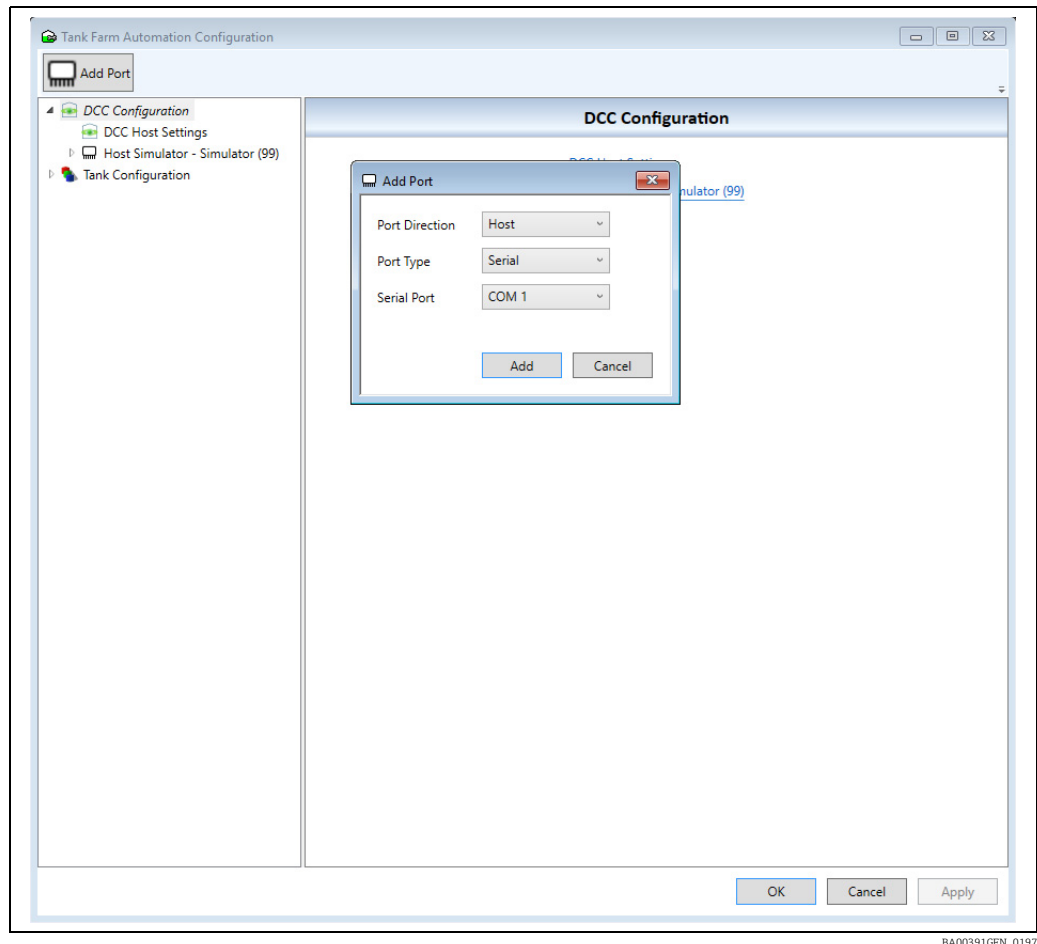 Tank Farm Automation Configuration
Add Port
DCC Configuration
DCC Host Settings
Host Simulator - Simulator (99)
Tank Configuration
DCC Configuration
mulator (99)
Add Port
Port Direction Host
Port Type Serial
Serial Port COM 1
Add Cancel
OK Cancel Apply
BA00391GEN_0197